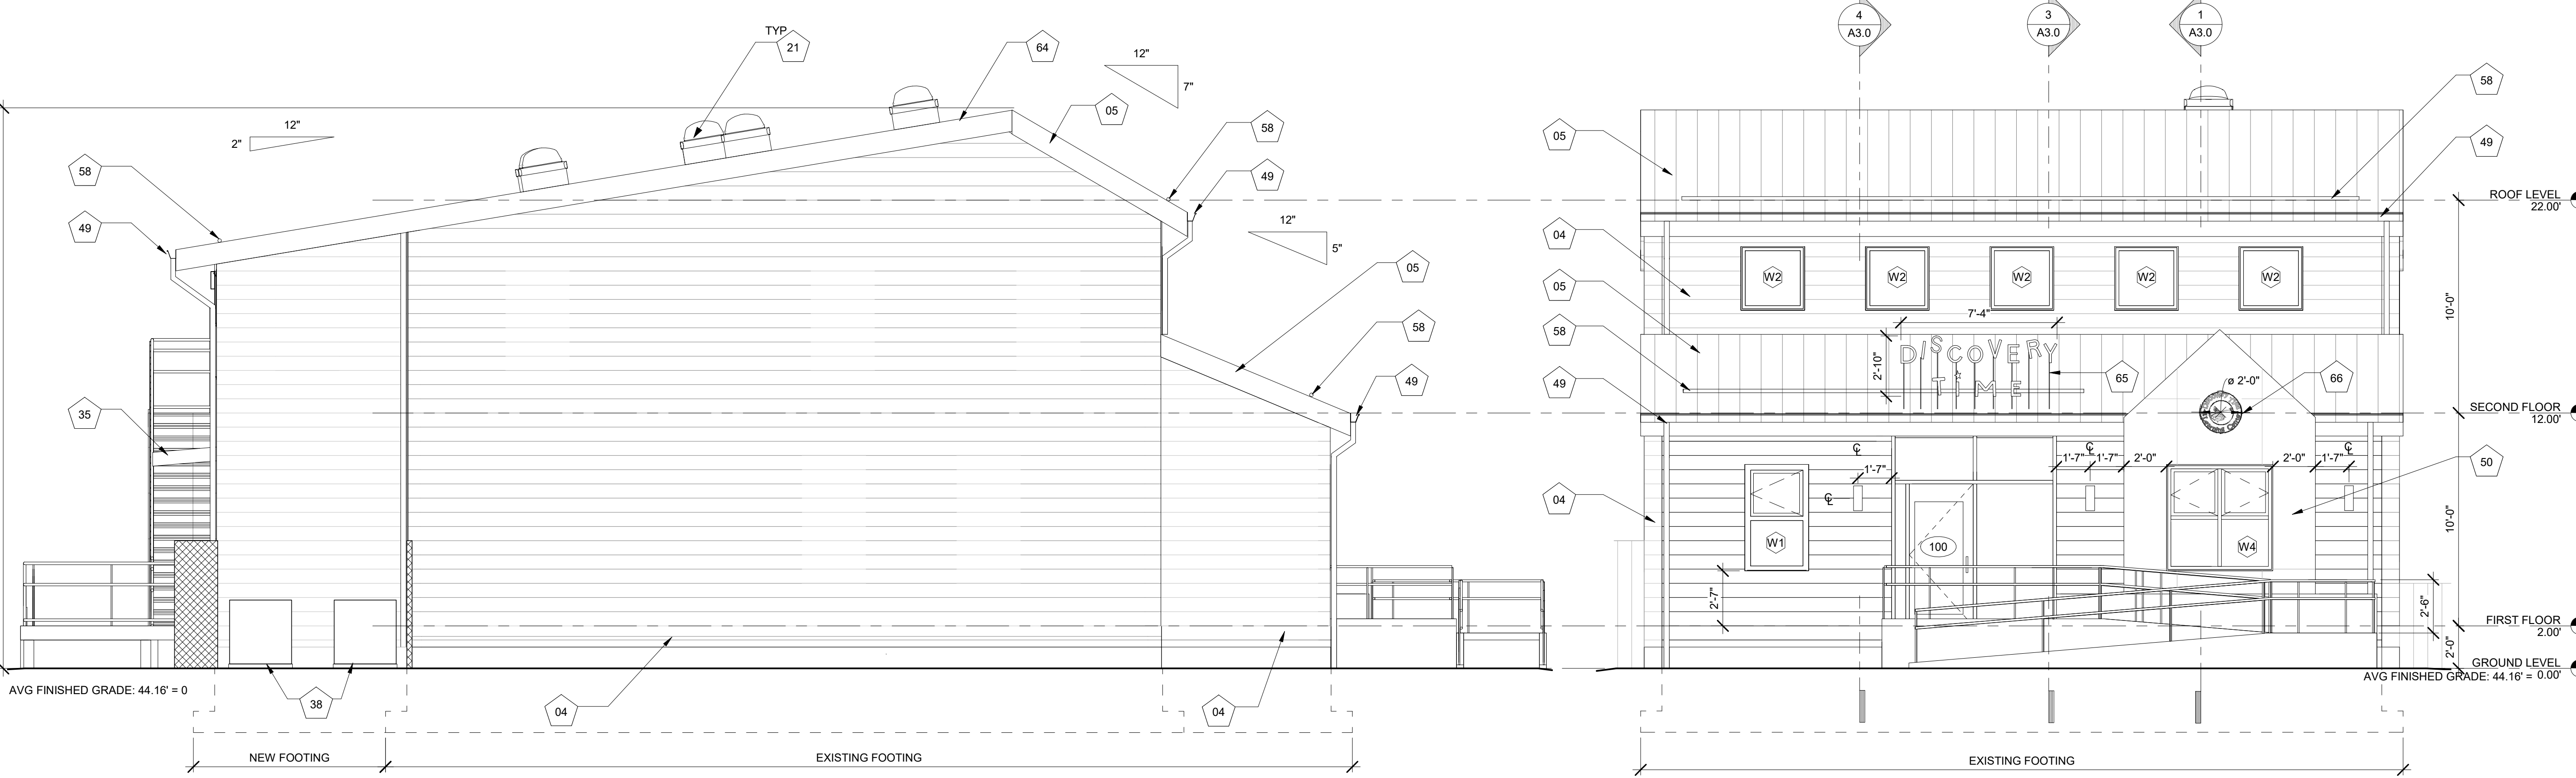 TYP
21
64
12"
7"
05
58
49
12"
2"
58
49
12"
5"
05
58
49
35
38
04
04
AVG FINISHED GRADE: 44.16' = 0
NEW FOOTING
EXISTING FOOTING
4
A3.0
3
A3.0
1
A3.0
58
05
49
ROOF LEVEL
22.00'
04
W2
W2
W2
W2
W2
05
10'-0"
7'-4"
58
2'-10"
DISCOVERY
TIME
65
66
ø 2'-0"
49
SECOND FLOOR
12.00'
℄
1'-7"
℄
1'-7"
1'-7"
2'-0"
2'-0"
1'-7"
℄
50
04
℄
10'-0"
W1
100
W4
2'-7"
2'-6"
FIRST FLOOR
2.00'
2'-0"
GROUND LEVEL
0.00'
AVG FINISHED GRADE: 44.16' =
EXISTING FOOTING